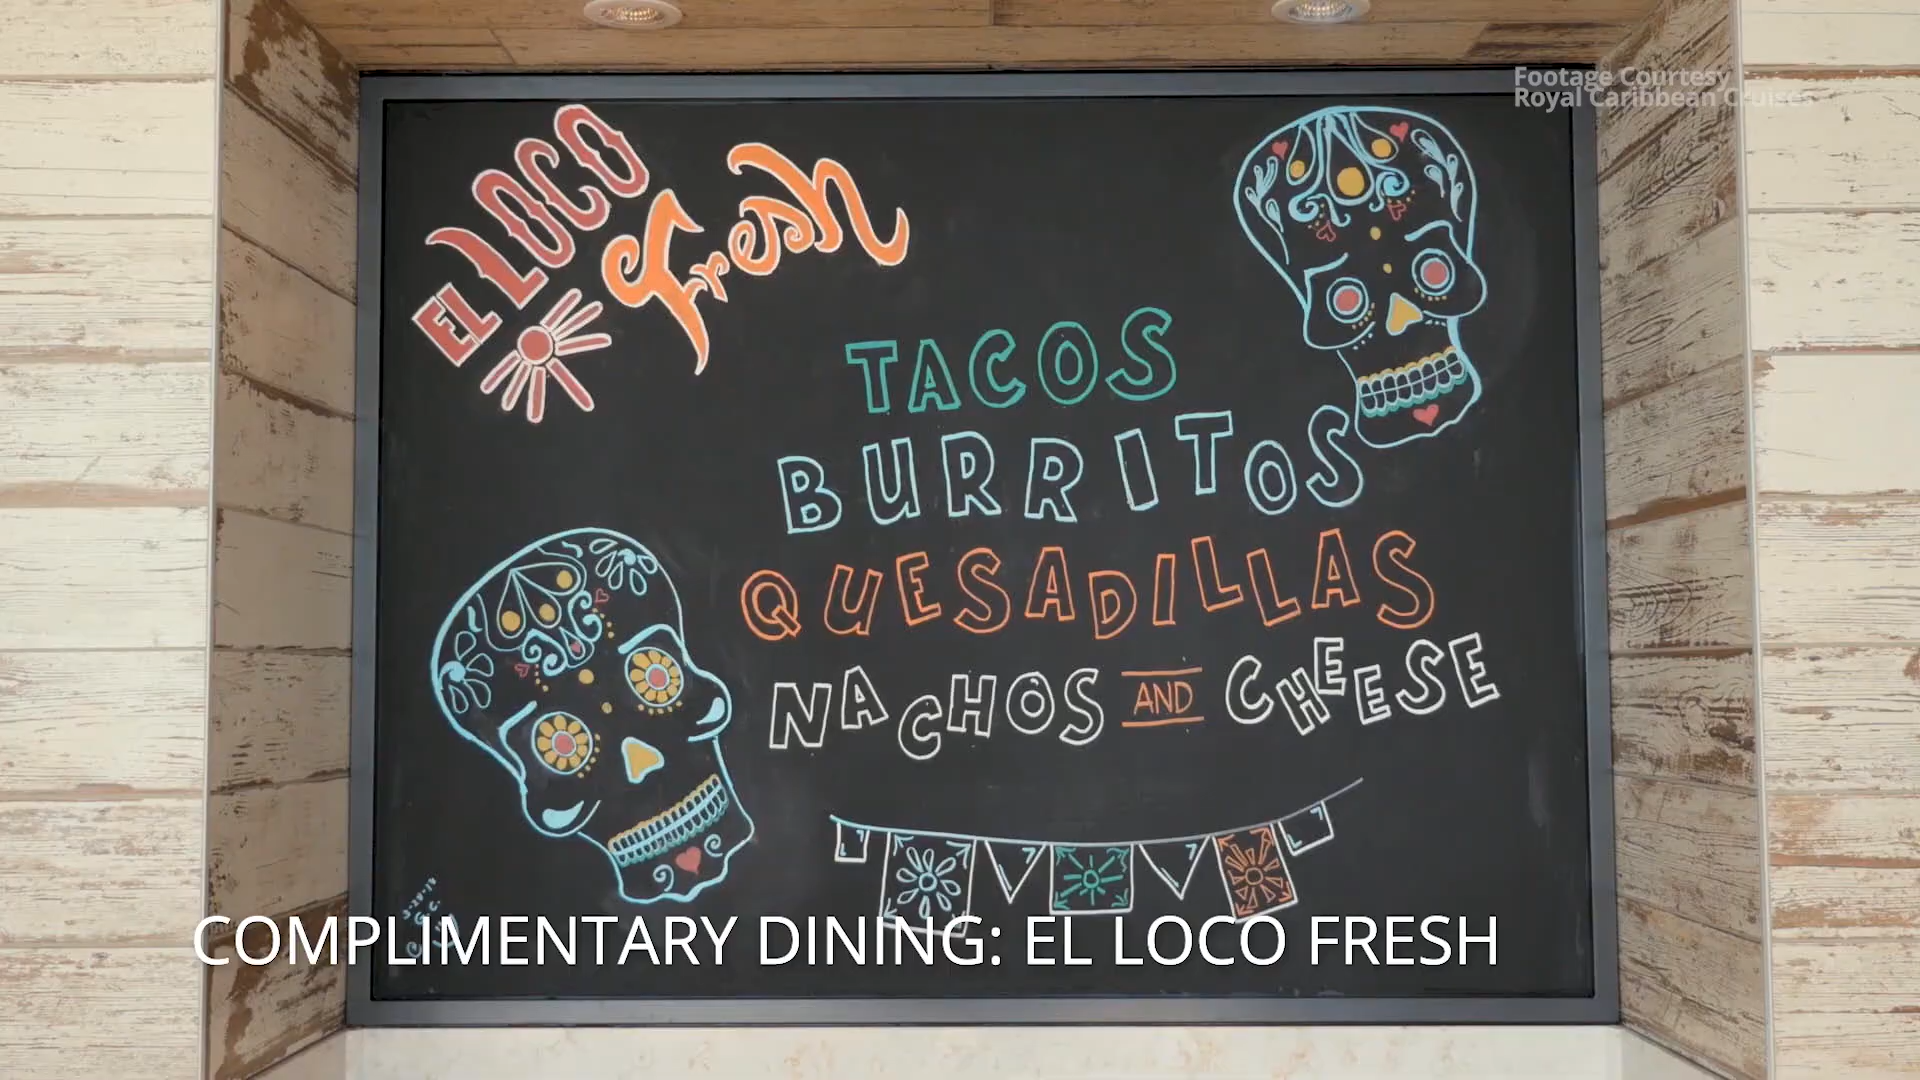 Footage Courtesy
Royal Caribbean Cruises
EL LOCO
Fresh
TACOS
BURRITOS
QUESADILLAS
NACHOS AND CHEESE
COMPLIMENTARY DINING: EL LOCO FRESH